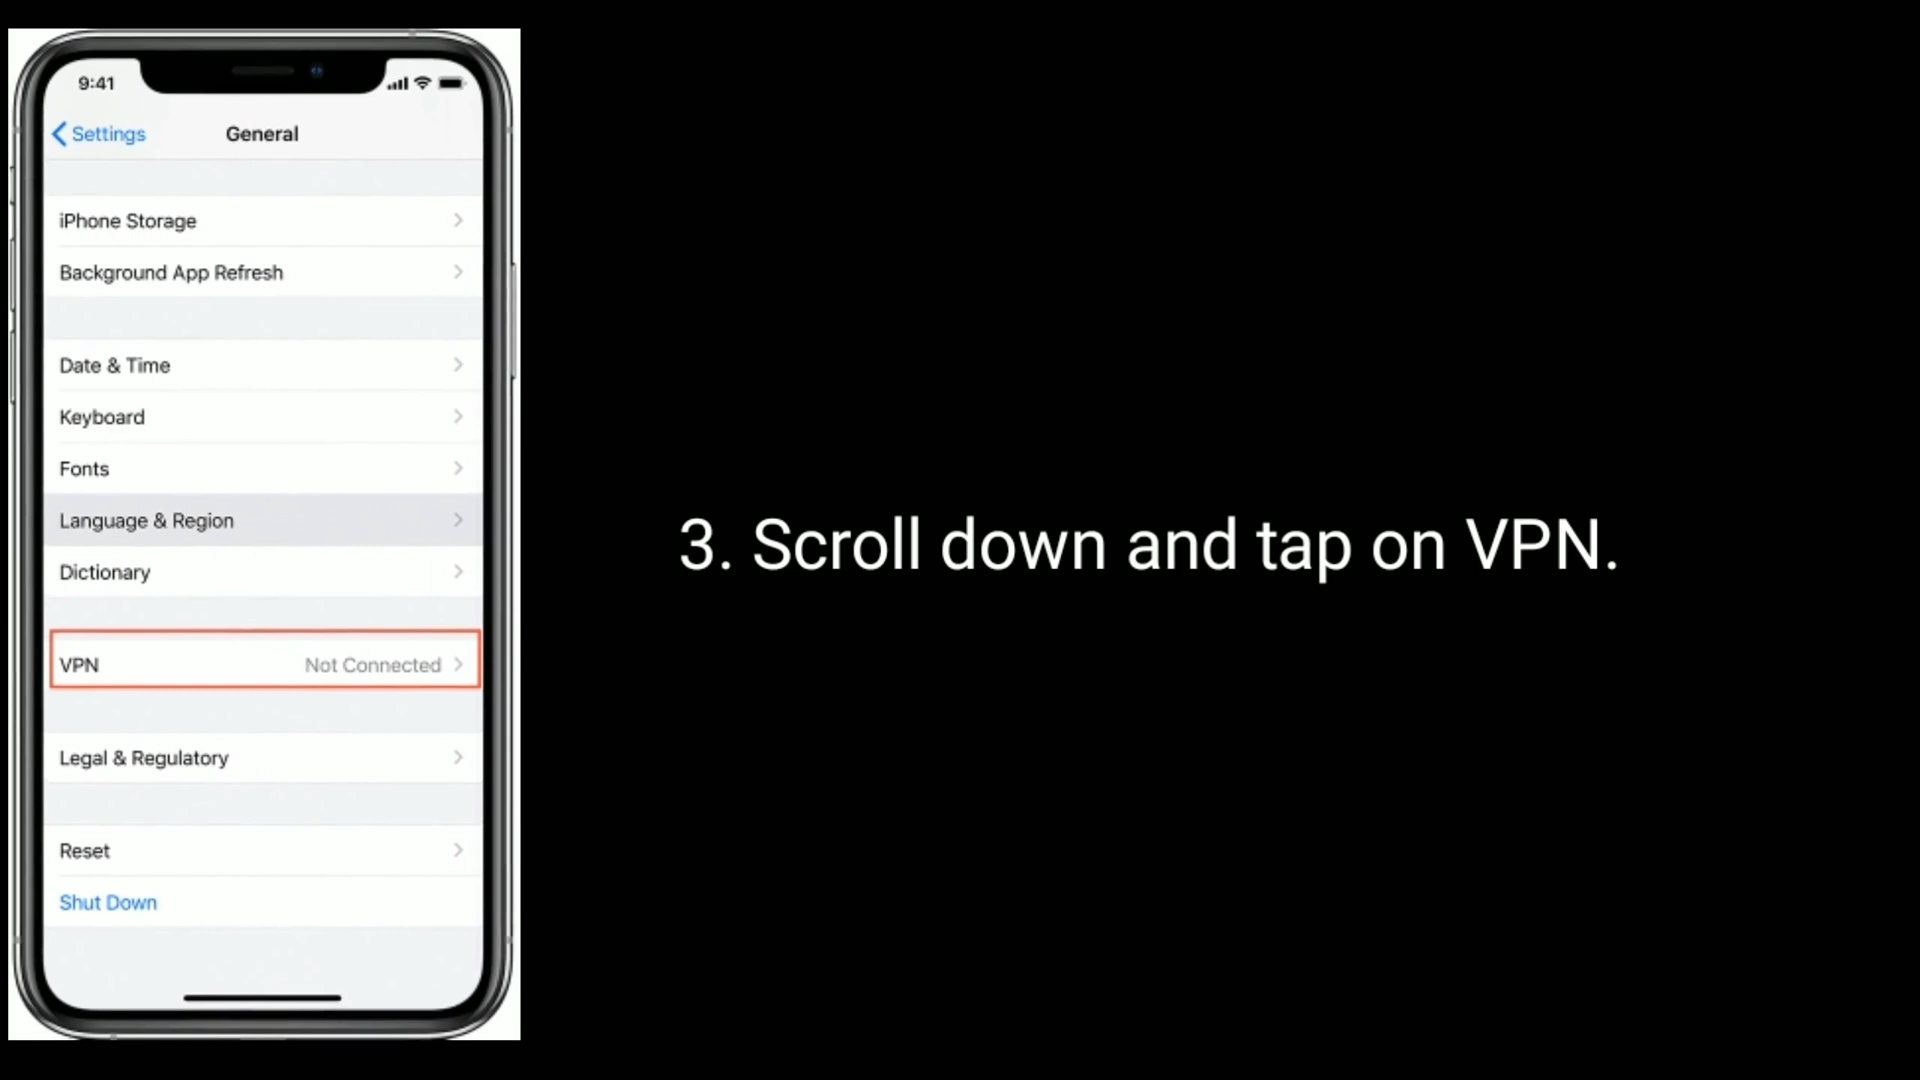 9:41
Settings
General
iPhone Storage
Background App Refresh
Date & Time
Keyboard
Fonts
Language & Region
Dictionary
VPN Not Connected
Legal & Regulatory
Reset
Shut Down
3. Scroll down and tap on VPN.